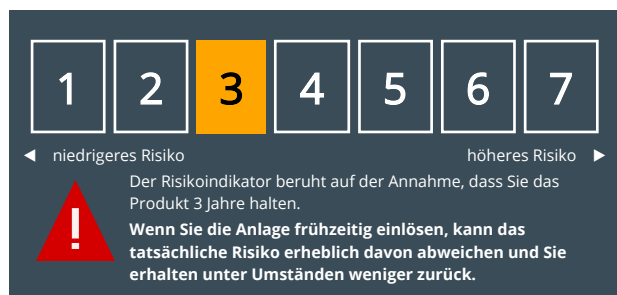 1 2 3 4 5 6 7
◀ niedrigeres Risiko höheres Risiko ▶
Der Risikoindikator beruht auf der Annahme, dass Sie das
Produkt 3 Jahre halten.
!
Wenn Sie die Anlage frühzeitig einlösen, kann das
tatsächliche Risiko erheblich davon abweichen und Sie
erhalten unter Umständen weniger zurück.